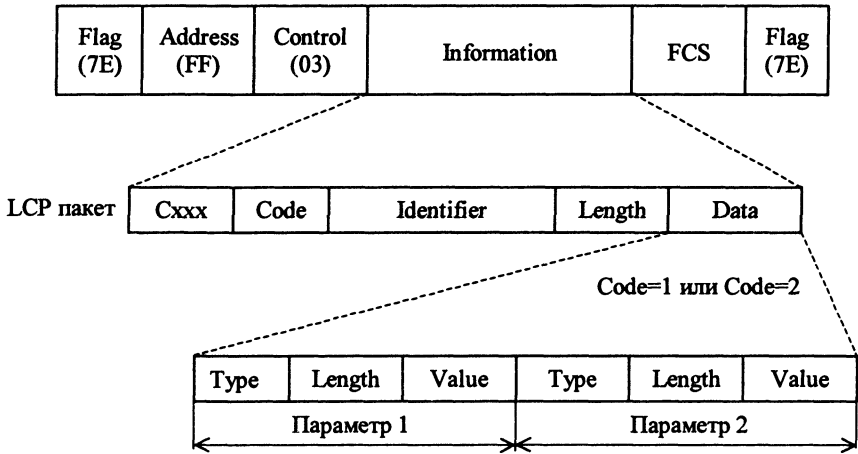 Flag Address Control Information FCS Flag
(7E) (FF) (03) (7E)
LCP пакет Cxxx Code Identifier Length Data
Code=1 или Code=2
Type Length Value Type Length Value
Параметр 1 Параметр 2